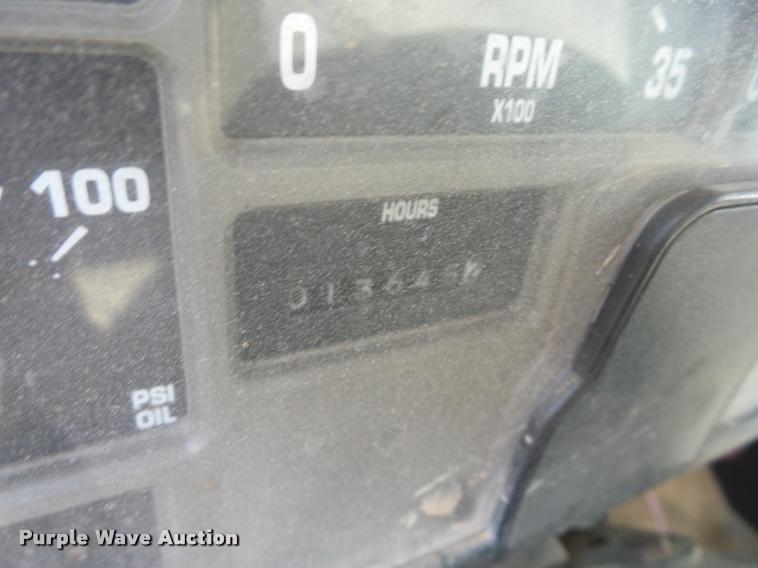 0 RPM 35
X100
100
HOURS
PSI
OIL
Purple Wave Auction